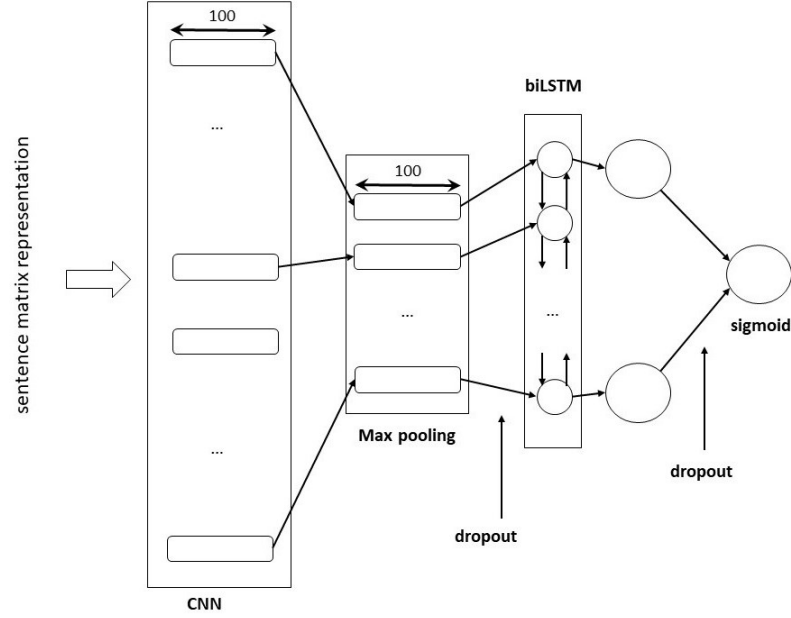 sentence matrix representation
100
...
...
CNN
100
...
Max pooling
biLSTM
...
dropout
sigmoid
dropout